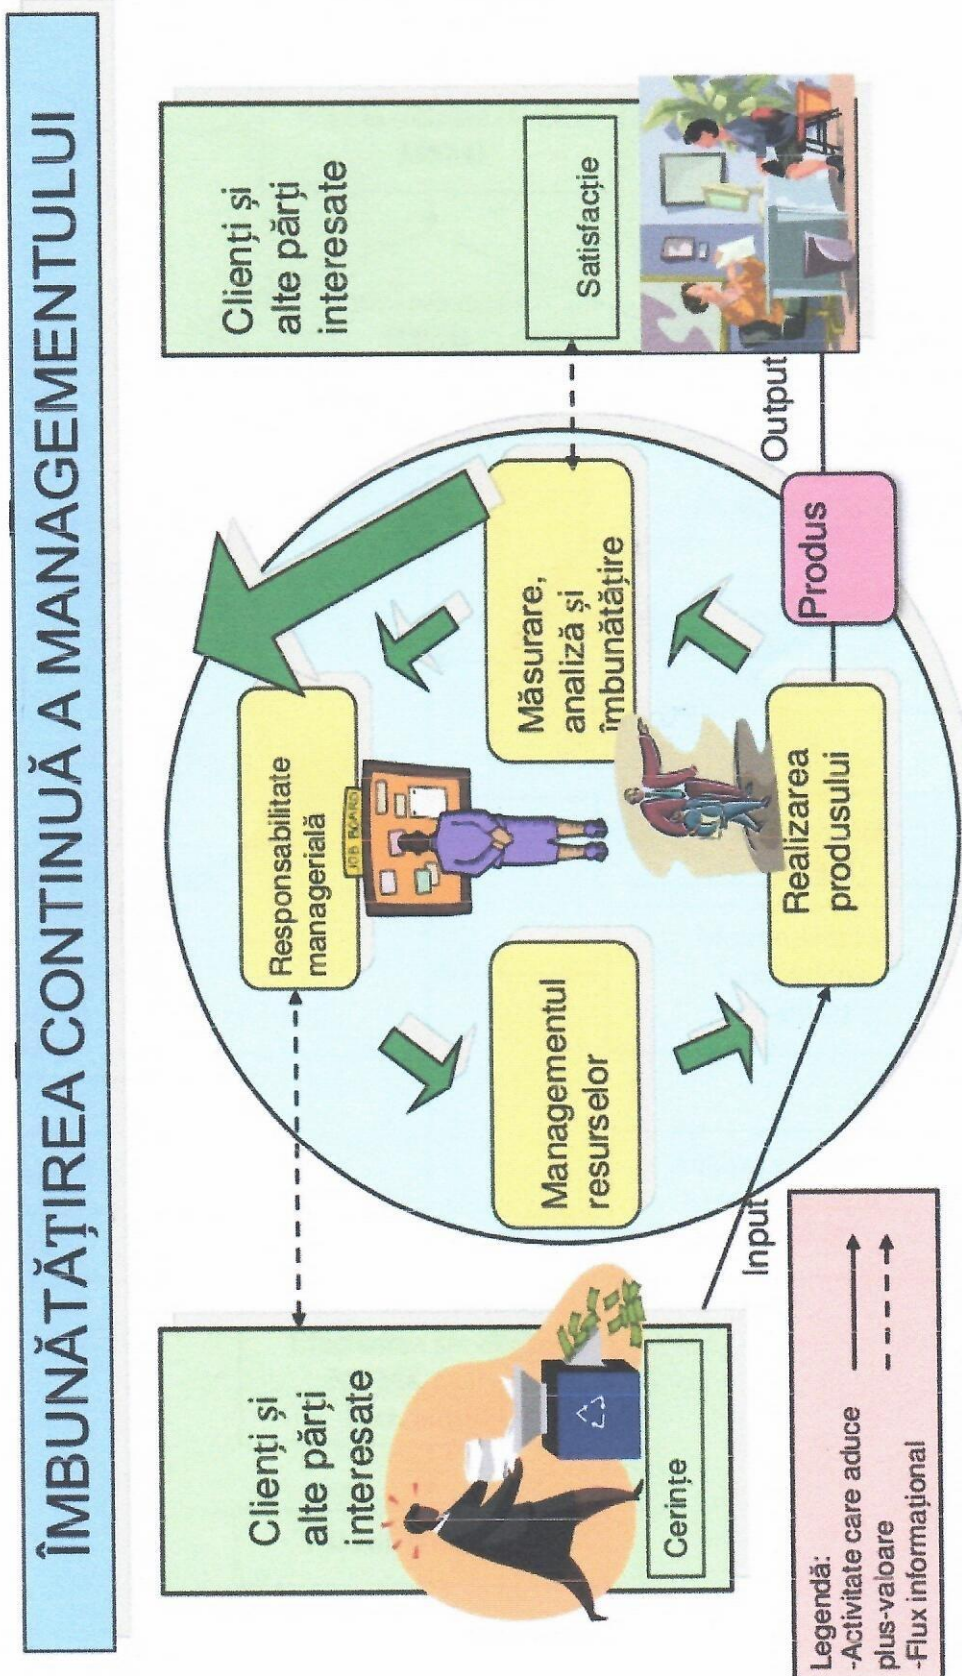 ÎMBUNĂTĂȚIREA CONTINUĂ A MANAGEMENTULUI
Clienți și
alte părți
interesate
Cerințe
Responsabilitate
managerială
JOB BOARD
Managementul
resurselor
Măsurare,
analiză și
îmbunătățire
Realizarea
produsului
Input
Produs
Output
Clienți și
alte părți
interesate
Satisfacție
Legendă:
-Activitate care aduce
plus-valoare
-Flux informațional